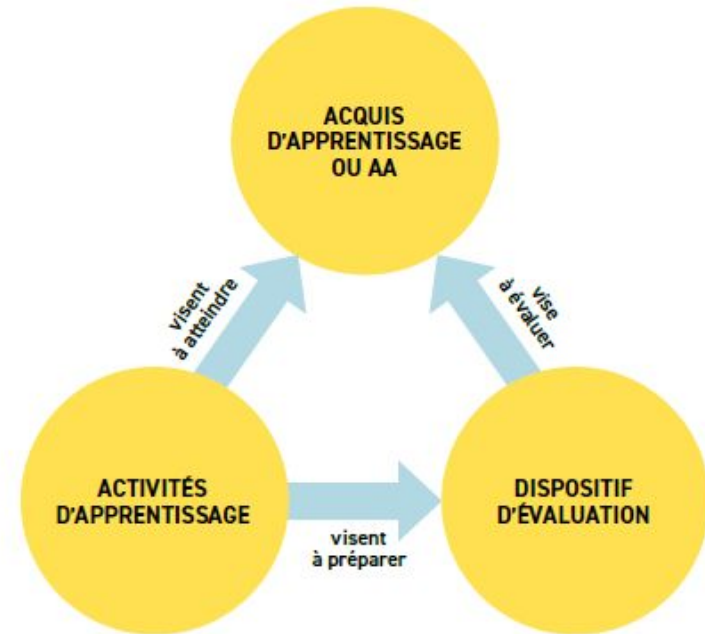 ACQUIS
D'APPRENTISSAGE
OU AA
visent
à atteindre
vise
à évaluer
ACTIVITÉS
D'APPRENTISSAGE
visent
à préparer
DISPOSITIF
D'ÉVALUATION